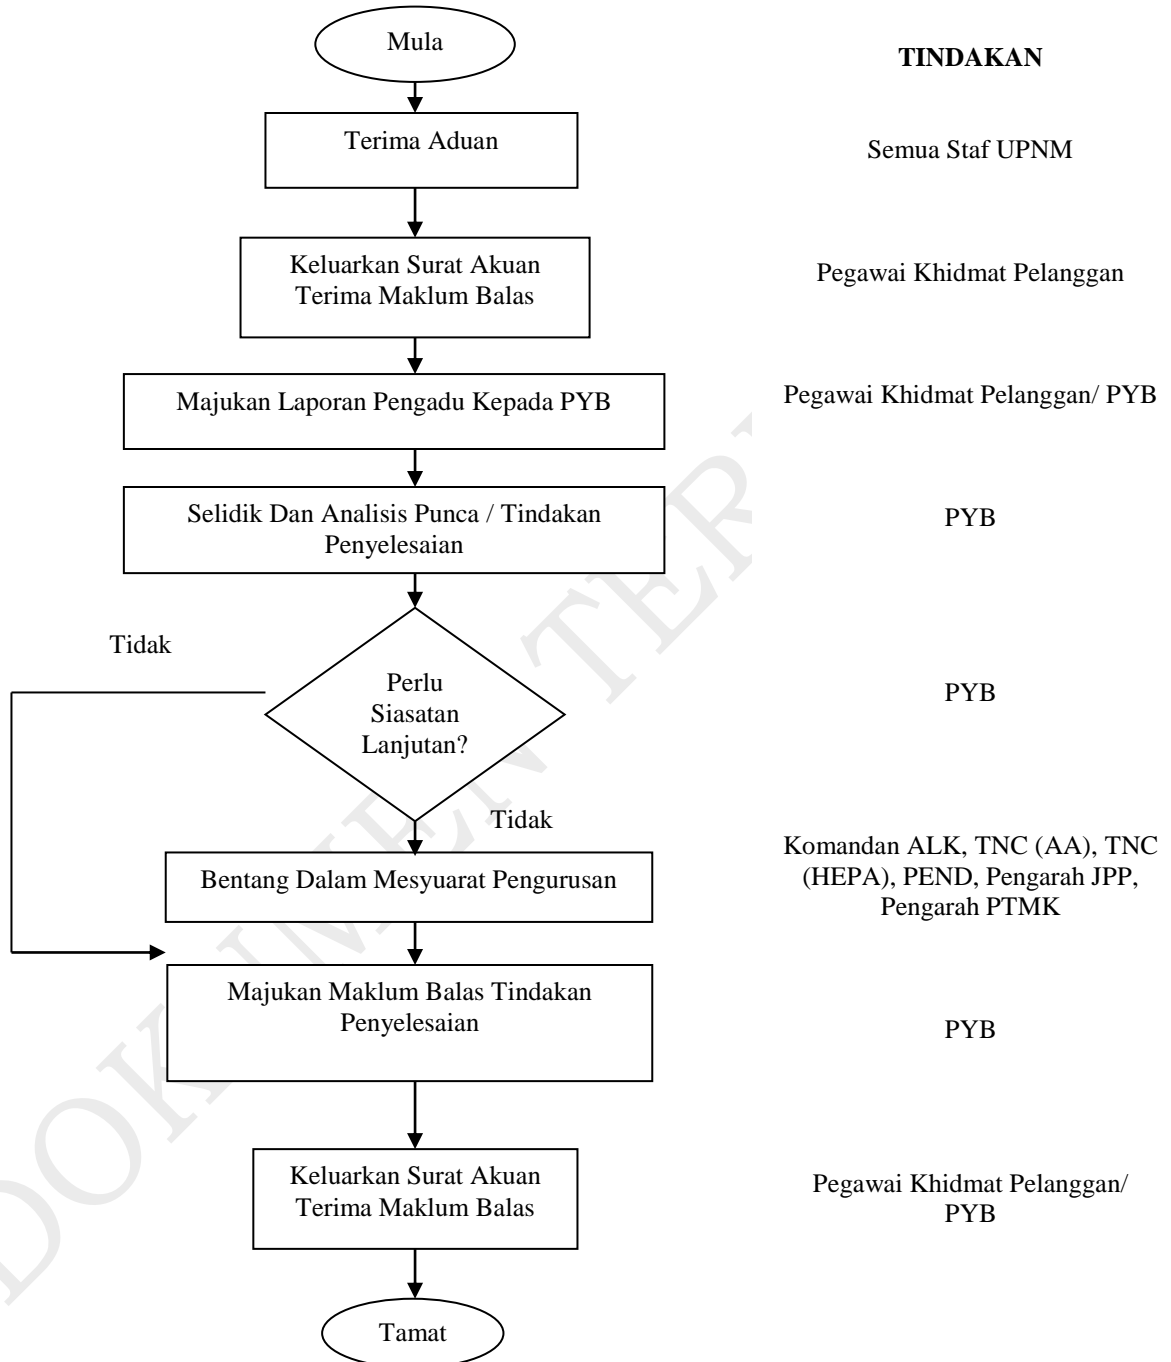 Mula
TINDAKAN
Terima Aduan
Semua Staf UPNM
Keluarkan Surat Akuan
Terima Maklum Balas
Pegawai Khidmat Pelanggan
Majukan Laporan Pengadu Kepada PYB
Pegawai Khidmat Pelanggan/ PYB
Selidik Dan Analisis Punca / Tindakan
Penyelesaian
PYB
Tidak
Perlu
Siasatan
Lanjutan?
PYB
Tidak
Bentang Dalam Mesyuarat Pengurusan
Komandan ALK, TNC (AA), TNC
(HEPA), PEND, Pengarah JPP,
Pengarah PTMK
Majukan Maklum Balas Tindakan
Penyelesaian
PYB
Keluarkan Surat Akuan
Terima Maklum Balas
Pegawai Khidmat Pelanggan/
PYB
Tamat
DOKUMEN TER